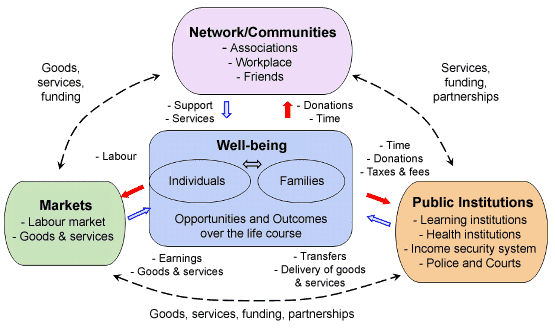 Network/Communities
- Associations
- Workplace
- Friends
Goods,
services,
funding
Services,
funding,
partnerships
- Support
- Services
- Donations
- Time
- Labour
Well-being
Individuals
Families
Opportunities and Outcomes
over the life course
- Time
- Donations
- Taxes & fees
Markets
- Labour market
- Goods & services
Public Institutions
- Learning institutions
- Health institutions
- Income security system
- Police and Courts
- Earnings
- Goods & services
- Transfers
- Delivery of goods
& services
Goods, services, funding, partnerships